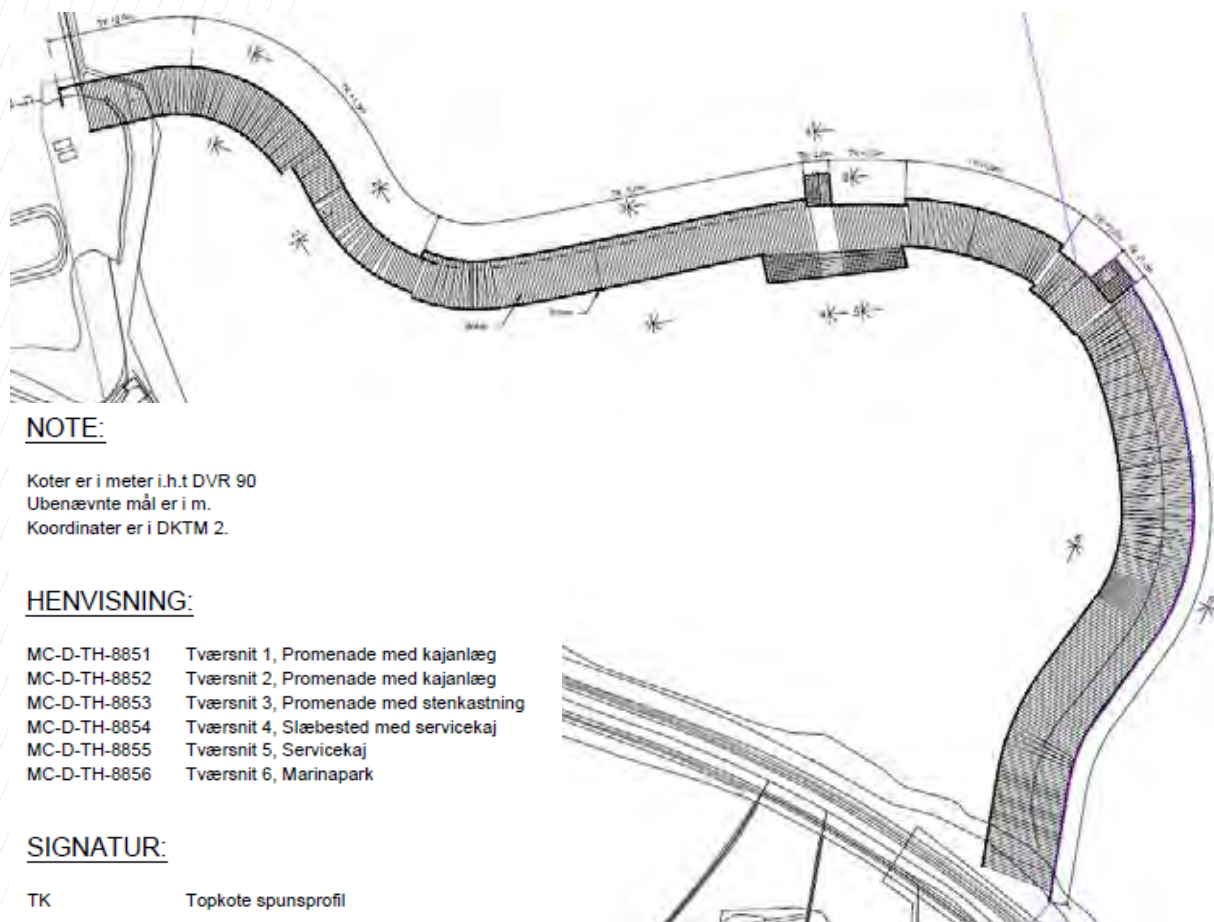 NOTE:
Koter er i meter i.h.t DVR 90
Ubenævnte mål er i m.
Koordinater er i DKTM 2.
HENVISNING:
MC-D-TH-8851 Tværsnit 1, Promenade med kajanlæg
MC-D-TH-8852 Tværsnit 2, Promenade med kajanlæg
MC-D-TH-8853 Tværsnit 3, Promenade med stenkastning
MC-D-TH-8854 Tværsnit 4, Slæbested med servicekaj
MC-D-TH-8855 Tværsnit 5, Servicekaj
MC-D-TH-8856 Tværsnit 6, Marinapark
SIGNATUR:
TK Topkote spunsprofil